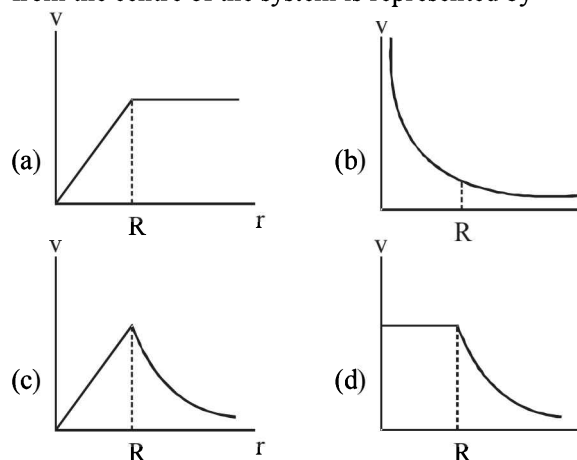 from the centre of the system is represented by
v
v
(a)
(b)
R
r
R
v
v
(c)
(d)
R
r
R